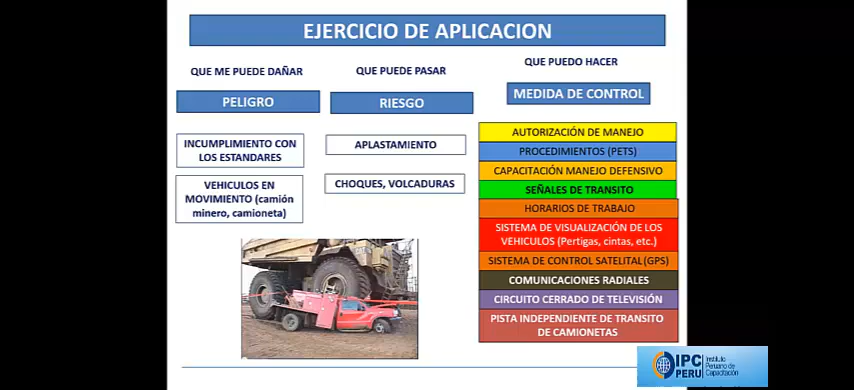 EJERCICIO DE APLICACION
QUE ME PUEDE DAÑAR
QUE PUEDE PASAR
QUE PUEDO HACER
PELIGRO
RIESGO
MEDIDA DE CONTROL
INCUMPLIMIENTO CON
LOS ESTANDARES
VEHICULOS EN
MOVIMIENTO (camión
minero, camioneta)
APLASTAMIENTO
CHOQUES, VOLCADURAS
AUTORIZACIÓN DE MANEJO
PROCEDIMIENTOS (PETS)
CAPACITACIÓN MANEJO DEFENSIVO
SEÑALES DE TRANSITO
HORARIOS DE TRABAJO
SISTEMA DE VISUALIZACIÓN DE LOS
VEHICULOS (Pertigas, cintas, etc.)
SISTEMA DE CONTROL SATELITAL (GPS)
COMUNICACIONES RADIALES
CIRCUITO CERRADO DE TELEVISIÓN
PISTA INDEPENDIENTE DE TRANSITO
DE CAMIONETAS
IPC
PERU
Instituto
Peruano de
Capacitación